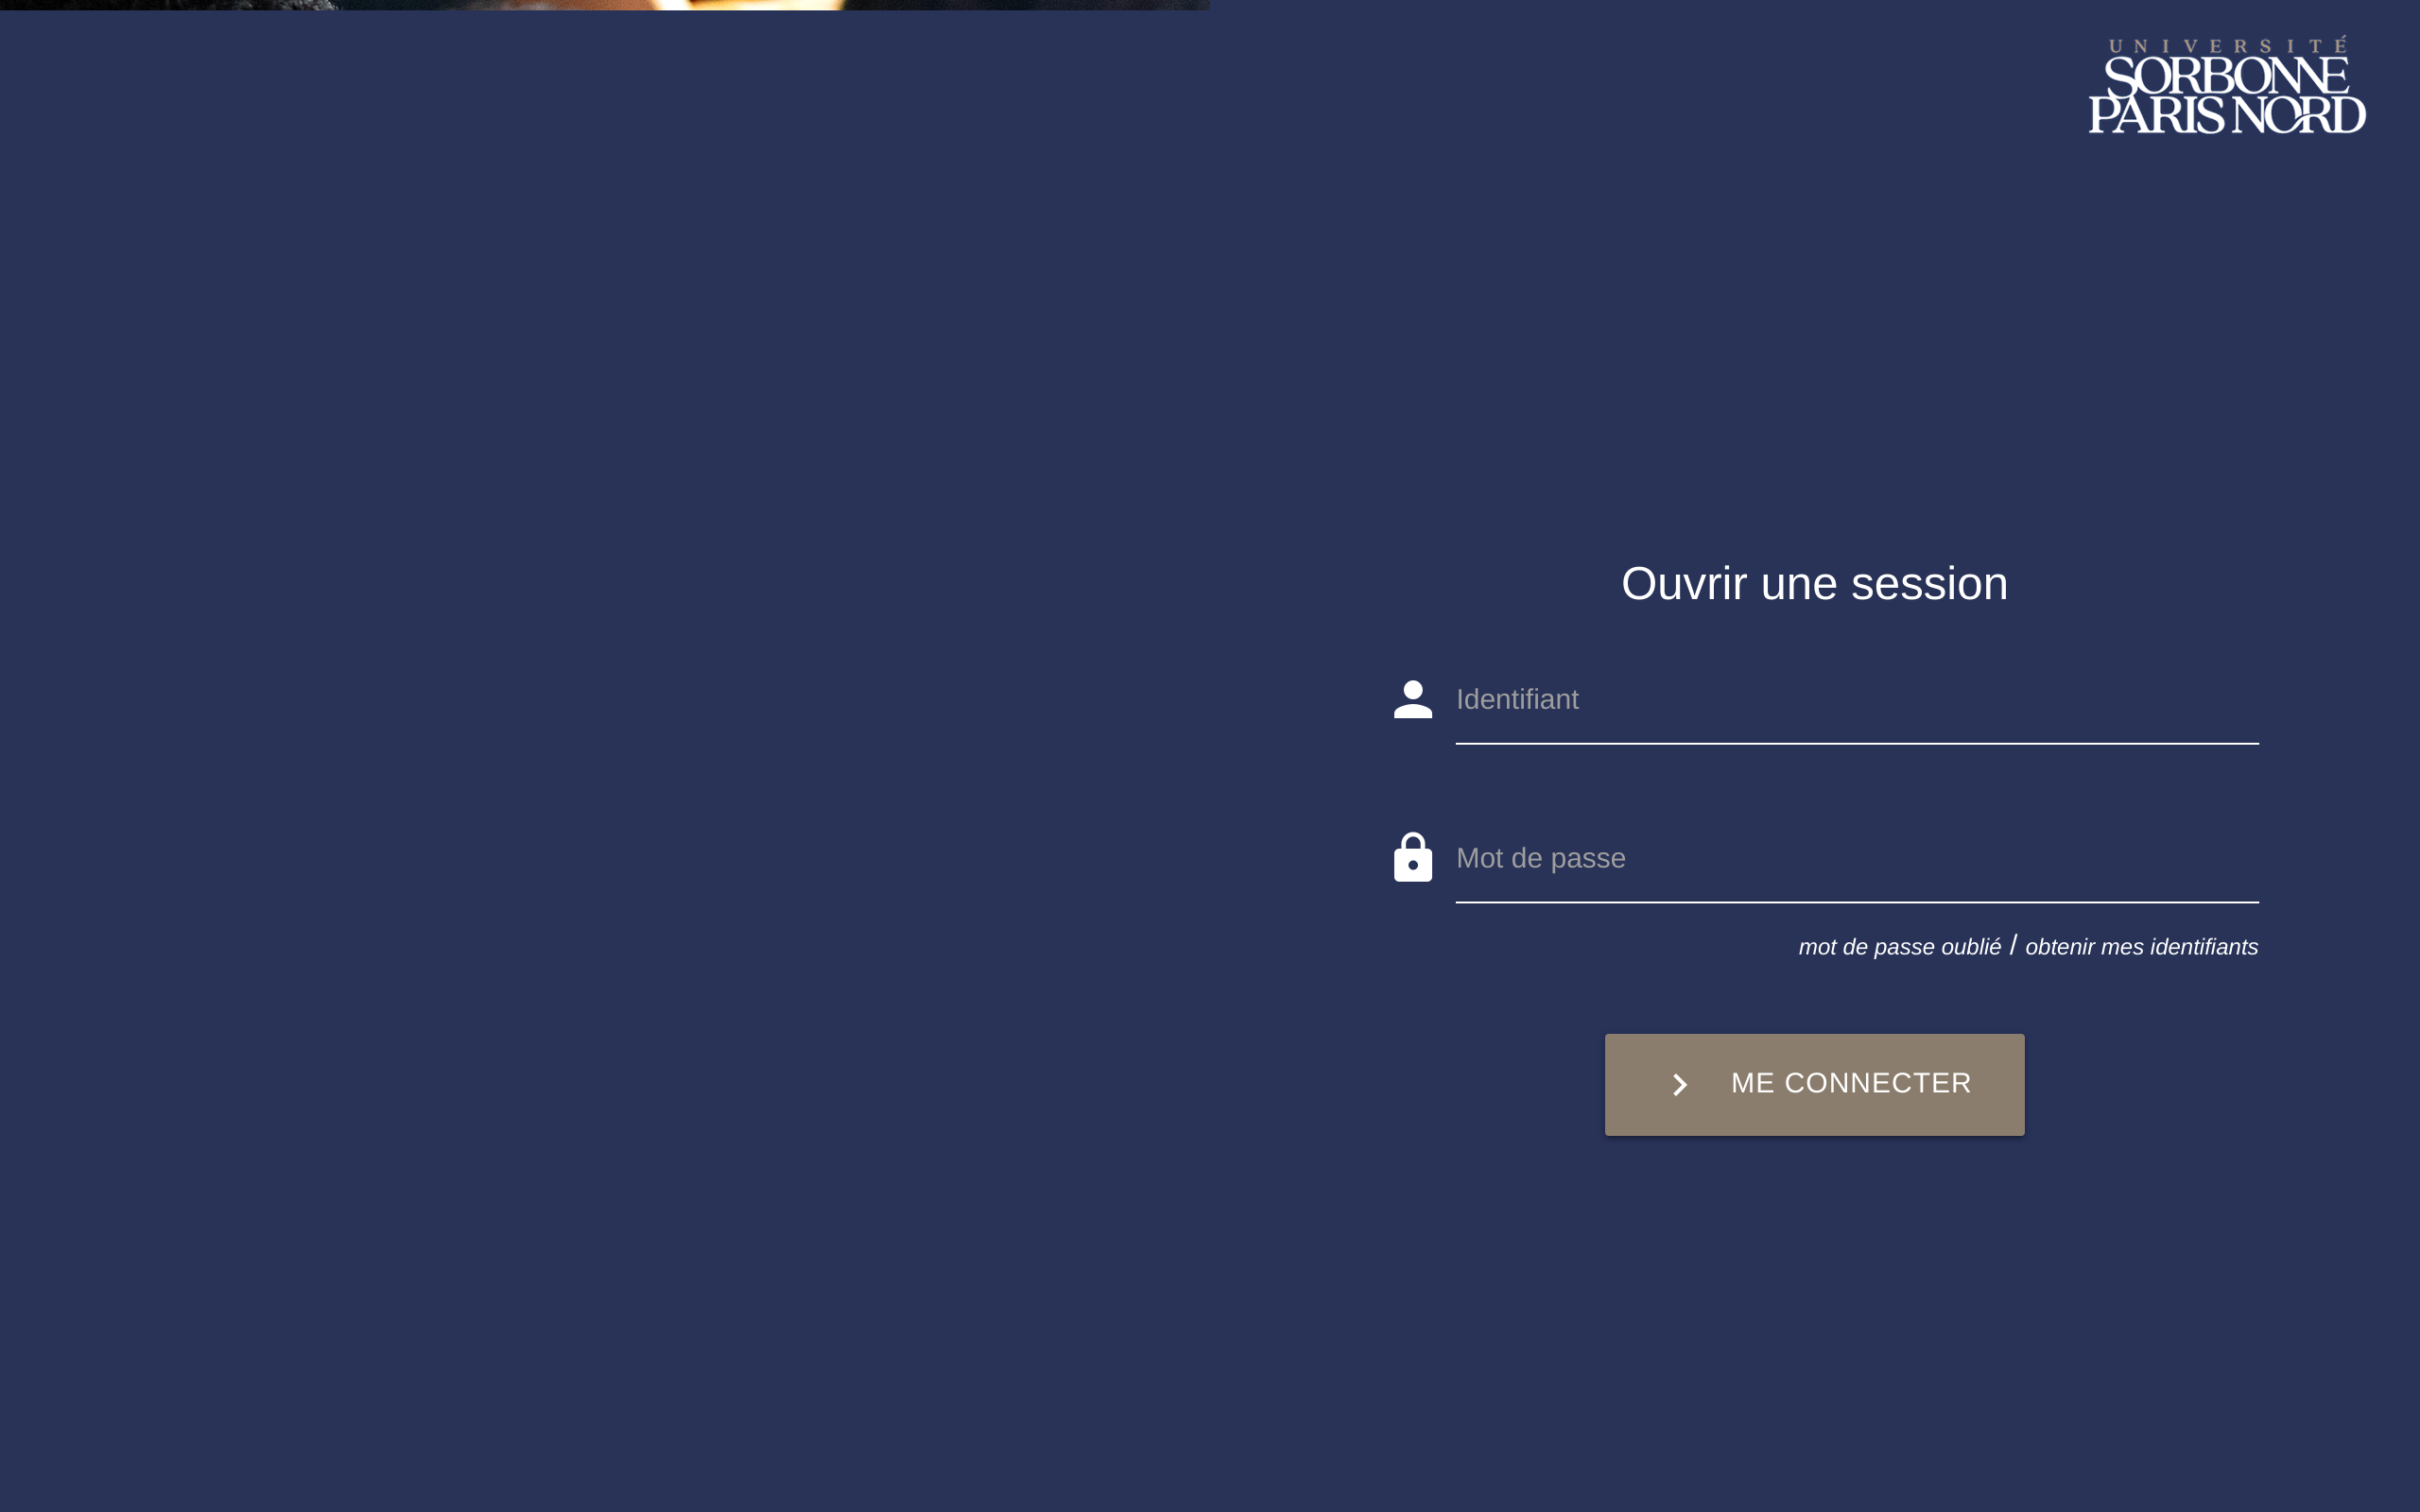 UNIVERSITÉ
SORBONNE
PARIS NORD
Ouvrir une session
Identifiant
Mot de passe
mot de passe oublié / obtenir mes identifiants
ME CONNECTER